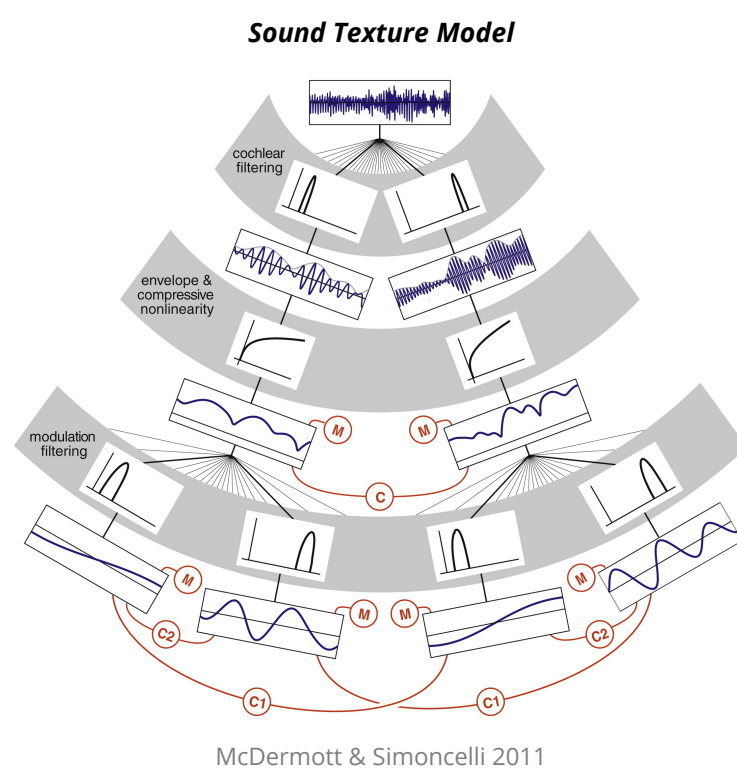 Sound Texture Model
cochlear
filtering
envelope &
compressive
nonlinearity
M
M
modulation
filtering
C
M
M
M
M
C2
C2
C1
C1
McDermott & Simoncelli 2011